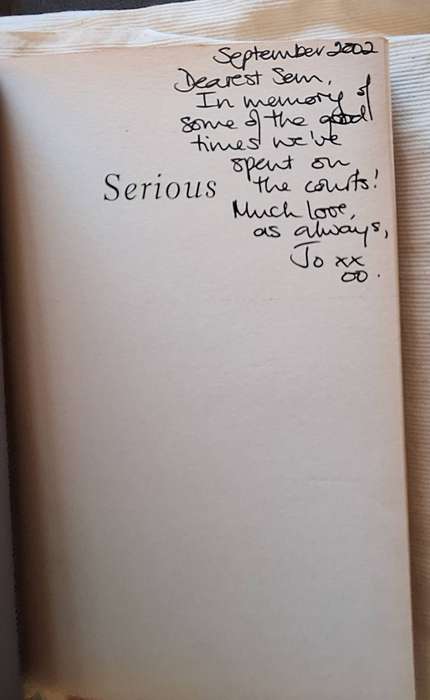 September 2002
Dearest Sem,
In memory of
some of the good
times we've
spent on
the courts!
Serious
Much love,
as always,
Jo xx
oo.